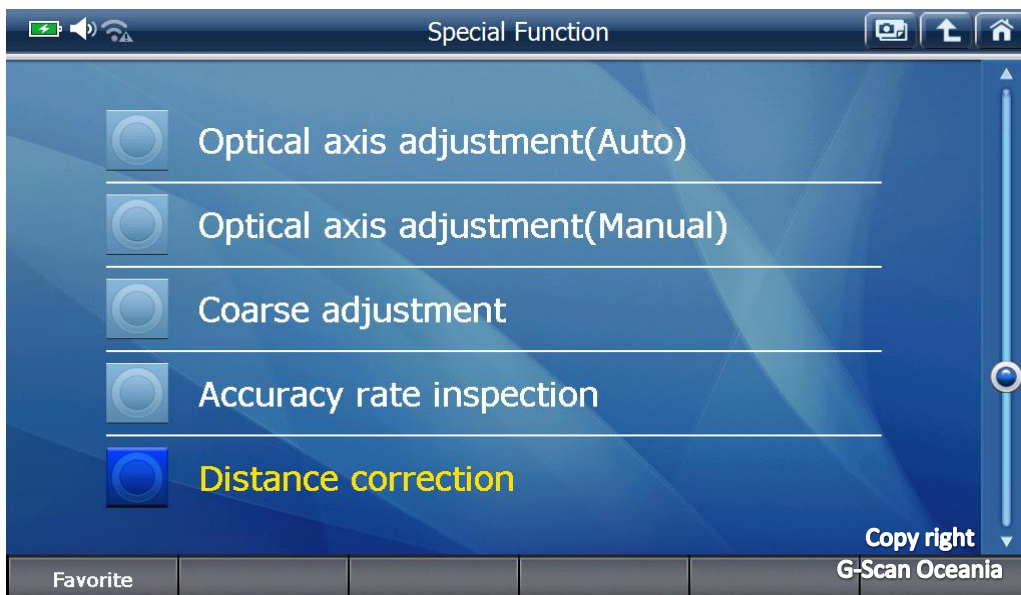 Special Function
Optical axis adjustment(Auto)
Optical axis adjustment(Manual)
Coarse adjustment
Accuracy rate inspection
Distance correction
Copy right
G-Scan Oceania
Favorite